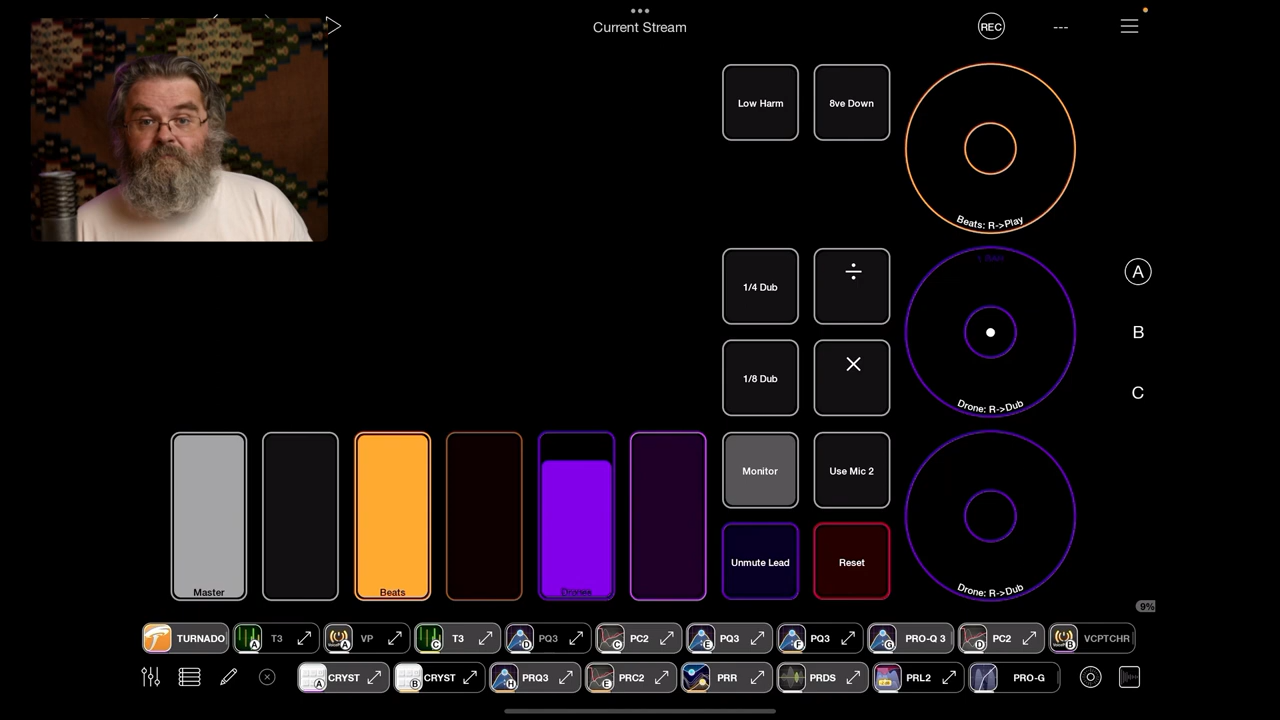 Current Stream
REC
---
Low Harm
8ve Down
Beats: R->Play
1/4 Dub
÷
A
B
1/8 Dub
×
C
Drone: R->Dub
Monitor
Use Mic 2
Unmute Lead
Reset
Drone: R->Dub
Master
Beats
Drones
9%
TURNADO
A T3
A VP
C T3
D PQ3
C PC2
E PQ3
F PQ3
G PRO-Q 3
D PC2
B VCPTCHR
A CRYST
B CRYST
H PRQ3
E PRC2
PRR
PRDS
PRL2
PRO-G